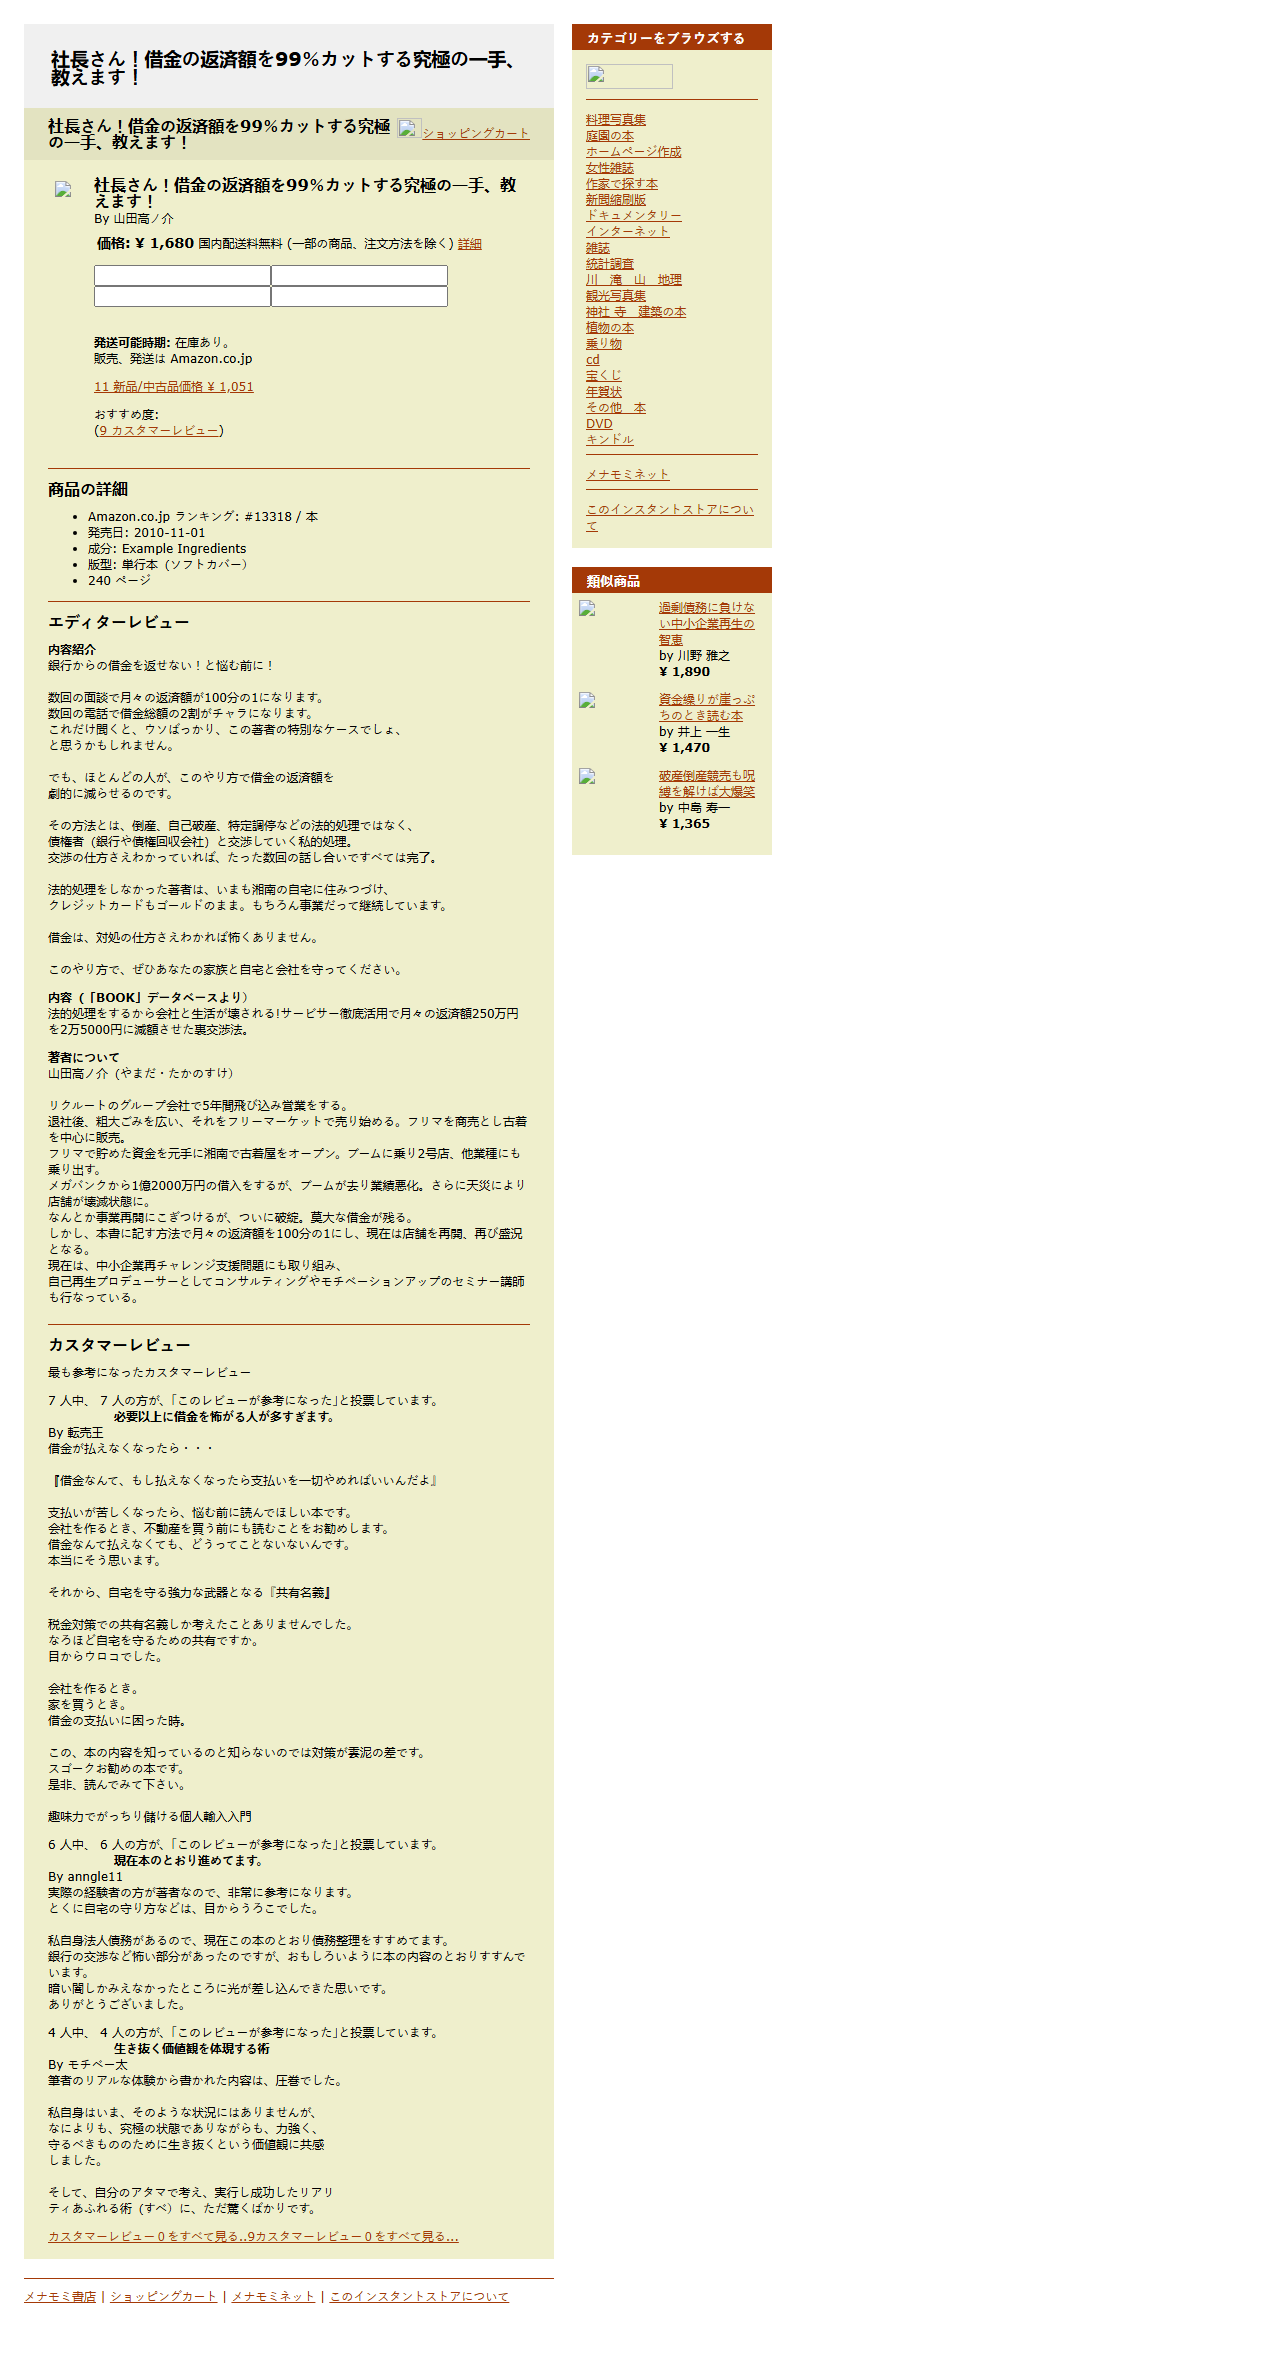 社長さん！借金の返済額を99％カットする究極の一手、
教えます！
社長さん！借金の返済額を99％カットする究極
の一手、教えます！
ショッピングカート
社長さん！借金の返済額を99％カットする究極の一手、教
えます！
By 山田高ノ介
価格: ¥ 1,680 国内配送料無料 (一部の商品、注文方法を除く) 詳細
発送可能時期: 在庫あり。
販売、発送は Amazon.co.jp
11 新品/中古品価格 ¥ 1,051
おすすめ度:
(9 カスタマーレビュー)
商品の詳細
Amazon.co.jp ランキング: #13318 / 本
発売日: 2010-11-01
成分: Example Ingredients
版型: 単行本（ソフトカバー）
240 ページ
エディターレビュー
内容紹介
銀行からの借金を返せない！と悩む前に！
数回の面談で月々の返済額が100分の1になります。
数回の電話で借金総額の2割がチャラになります。
これだけ聞くと、ウソばっかり、この著者の特別なケースでしょ、
と思うかもしれません。
でも、ほとんどの人が、このやり方で借金の返済額を
劇的に減らせるのです。
その方法とは、倒産、自己破産、特定調停などの法的処理ではなく、
債権者（銀行や債権回収会社）と交渉していく私的処理。
交渉の仕方さえわかっていれば、たった数回の話し合いですべては完了。
法的処理をしなかった著者は、いまも湘南の自宅に住みつづけ、
クレジットカードもゴールドのまま。もちろん事業だって継続しています。
借金は、対処の仕方さえわかれば怖くありません。
このやり方で、ぜひあなたの家族と自宅と会社を守ってください。
内容（「BOOK」データベースより）
法的処理をするから会社と生活が壊される!サービサー徹底活用で月々の返済額250万円
を2万5000円に減額させた裏交渉法。
著者について
山田高ノ介（やまだ・たかのすけ）
リクルートのグループ会社で5年間飛び込み営業をする。
退社後、粗大ごみを広い、それをフリーマーケットで売り始める。フリマを商売とし古着
を中心に販売。
フリマで貯めた資金を元手に湘南で古着屋をオープン。ブームに乗り2号店、他業種にも
乗り出す。
メガバンクから1億2000万円の借入をするが、ブームが去り業績悪化。さらに天災により
店舗が壊滅状態に。
なんとか事業再開にこぎつけるが、ついに破綻。莫大な借金が残る。
しかし、本書に記す方法で月々の返済額を100分の1にし、現在は店舗を再開、再び盛況
となる。
現在は、中小企業再チャレンジ支援問題にも取り組み、
自己再生プロデューサーとしてコンサルティングやモチベーションアップのセミナー講師
も行なっている。
カスタマーレビュー
最も参考になったカスタマーレビュー
7 人中、 7 人の方が、「このレビューが参考になった」と投票しています。
必要以上に借金を怖がる人が多すぎます。
By 転売王
借金が払えなくなったら・・・
『借金なんて、もし払えなくなったら支払いを一切やめればいいんだよ』
支払いが苦しくなったら、悩む前に読んでほしい本です。
会社を作るとき、不動産を買う前にも読むことをお勧めします。
借金なんて払えなくても、どうってことないないんです。
本当にそう思います。
それから、自宅を守る強力な武器となる『共有名義』
税金対策での共有名義しか考えたことありませんでした。
なろほど自宅を守るための共有ですか。
目からウロコでした。
会社を作るとき。
家を買うとき。
借金の支払いに困った時。
この、本の内容を知っているのと知らないのでは対策が雲泥の差です。
スゴークお勧めの本です。
是非、読んでみて下さい。
趣味力でがっちり儲ける個人輸入入門
6 人中、 6 人の方が、「このレビューが参考になった」と投票しています。
現在本のとおり進めてます。
By anngle11
実際の経験者の方が著者なので、非常に参考になります。
とくに自宅の守り方などは、目からうろこでした。
私自身法人債務があるので、現在この本のとおり債務整理をすすめてます。
銀行の交渉など怖い部分があったのですが、おもしろいように本の内容のとおりすすんで
います。
暗い闇しかみえなかったところに光が差し込んできた思いです。
ありがとうございました。
4 人中、 4 人の方が、「このレビューが参考になった」と投票しています。
生き抜く価値観を体現する術
By モチベー太
筆者のリアルな体験から書かれた内容は、圧巻でした。
私自身はいま、そのような状況にはありませんが、
なによりも、究極の状態でありながらも、力強く、
守るべきもののために生き抜くという価値観に共感
しました。
そして、自分のアタマで考え、実行し成功したリアリ
ティあふれる術（すべ）に、ただ驚くばかりです。
カスタマーレビュー０をすべて見る..9カスタマーレビュー０をすべて見る...
メナモミ書店 | ショッピングカート | メナモミネット | このインスタントストアについて
カテゴリーをブラウズする
料理写真集
庭園の本
ホームページ作成
女性雑誌
作家で探す本
新聞縮刷版
ドキュメンタリー
インターネット
雑誌
統計調査
川　滝　山　地理
観光写真集
神社 寺　建築の本
植物の本
乗り物
cd
宝くじ
年賀状
その他　本
DVD
キンドル
メナモミネット
このインスタントストアについ
て
類似商品
過剰債務に負けな
い中小企業再生の
智恵
by 川野 雅之
¥ 1,890
資金繰りが崖っぷ
ちのとき読む本
by 井上 一生
¥ 1,470
破産倒産競売も呪
縛を解けば大爆笑
by 中島 寿一
¥ 1,365